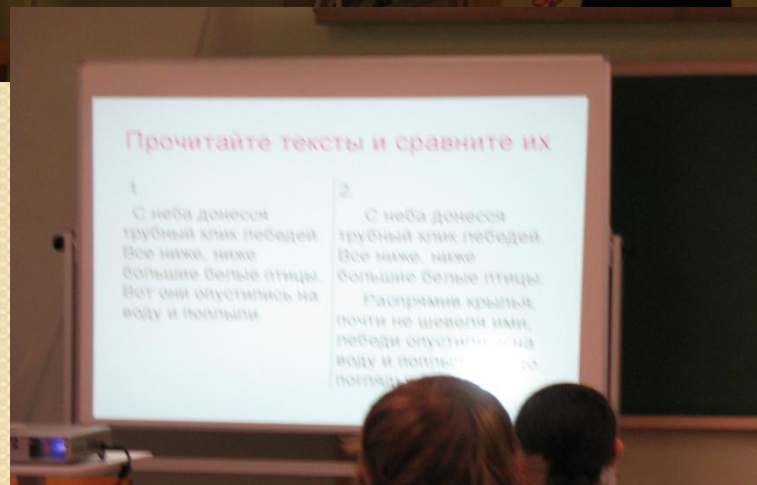 Прочитайте тексты и сравните их
1.
С неба донесся
трубный клик лебедей.
Все ниже, ниже
большие белые птицы.
Вот они опустились на
воду и поплыли.
2.
С неба донесся
трубный клик лебедей.
Все ниже, ниже
большие белые птицы.
Распрямив крылья,
почти не шевеля ими,
лебеди на
воду и